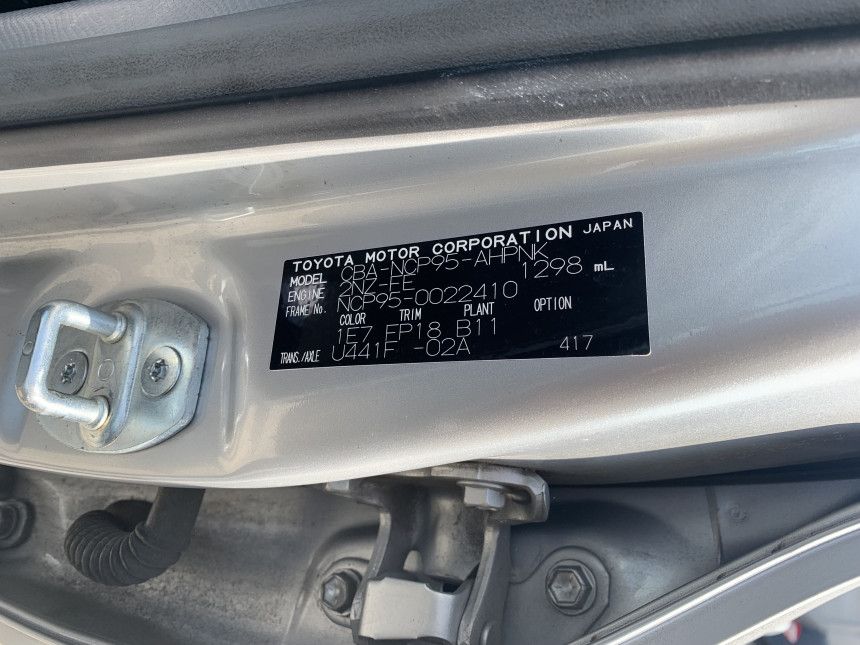 TOYOTA MOTOR CORPORATION JAPAN
MODEL CBA-NCP95-AHPNK
ENGINE 2NZ-FE 1298 mL
FRAME No. NCP95-0022410
COLOR TRIM PLANT OPTION
1E7 FP18 B11
TRANS./AXLE U441F -02A 417